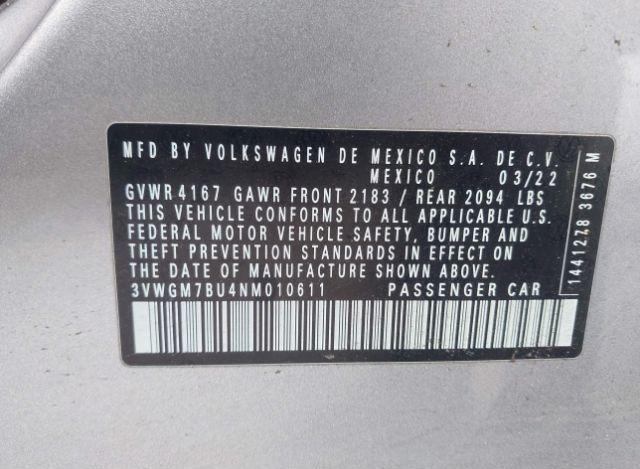 MFD BY VOLKSWAGEN DE MEXICO S.A. DE C.V.
MEXICO 03/22
GVWR 4167 GAWR FRONT 2183 / REAR 2094 LBS
THIS VEHICLE CONFORMS TO ALL APPLICABLE U.S.
FEDERAL MOTOR VEHICLE SAFETY, BUMPER AND
THEFT PREVENTION STANDARDS IN EFFECT ON
THE DATE OF MANUFACTURE SHOWN ABOVE.
3VWGM7BU4NM010611 PASSENGER CAR
1441278 3676 M